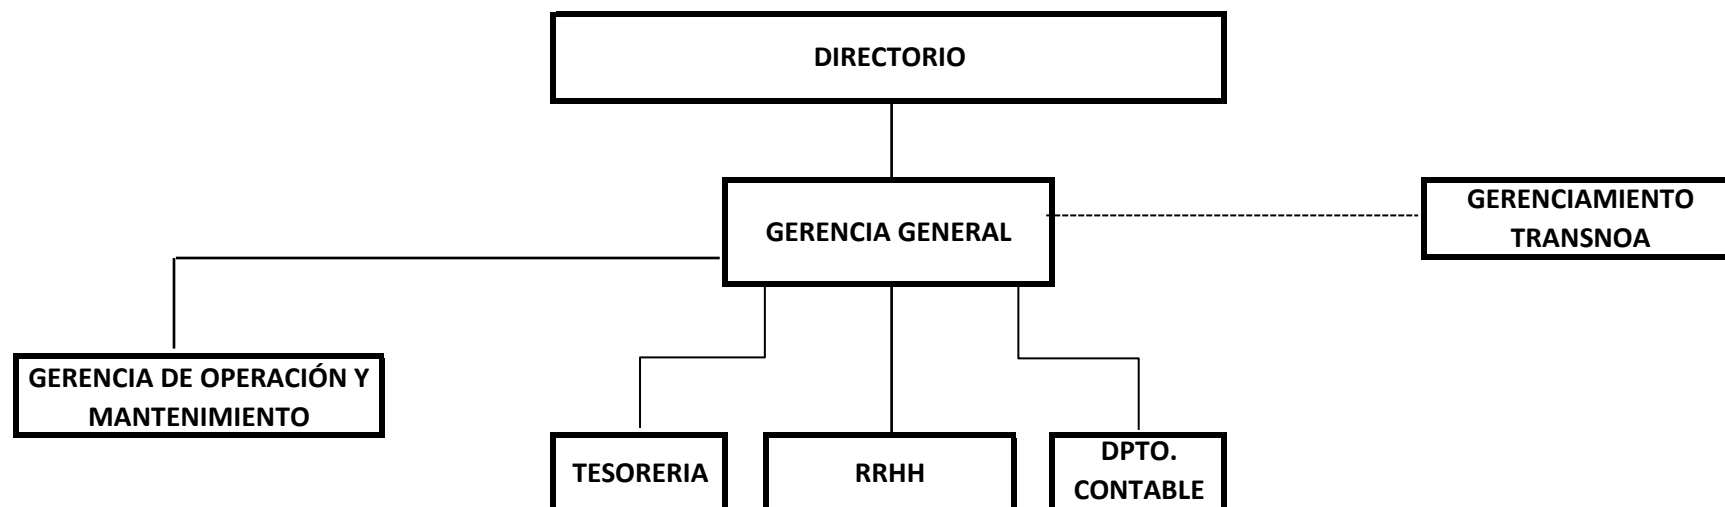 DIRECTORIO
GERENCIA GENERAL
GERENCIAMIENTO
TRANSNOA
GERENCIA DE OPERACIÓN Y
MANTENIMIENTO
TESORERIA
RRHH
DPTO.
CONTABLE